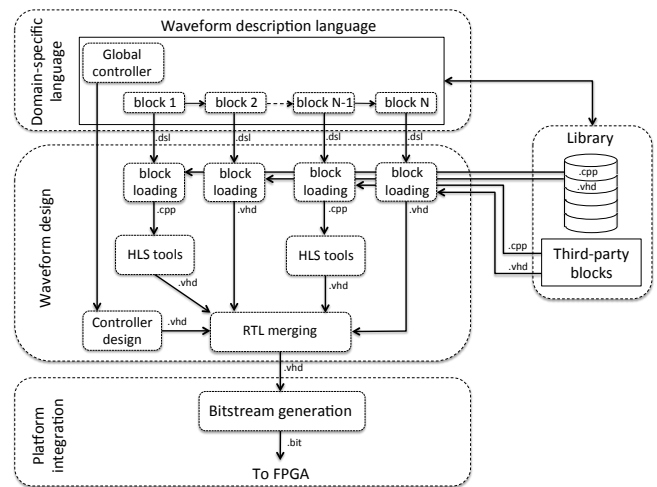 Waveform description language
Domain-specific
language
Global
controller
block 1
block 2
block N-1
block N
.dsl
.dsl
.dsl
.dsl
Library
.cpp
.vhd
Third-party
blocks
.cpp
.vhd
Waveform design
block
loading
block
loading
block
loading
block
loading
.cpp
.vhd
.cpp
.vhd
HLS tools
HLS tools
.vhd
.vhd
Controller
design
.vhd
RTL merging
.vhd
Platform
integration
Bitstream generation
.bit
To FPGA